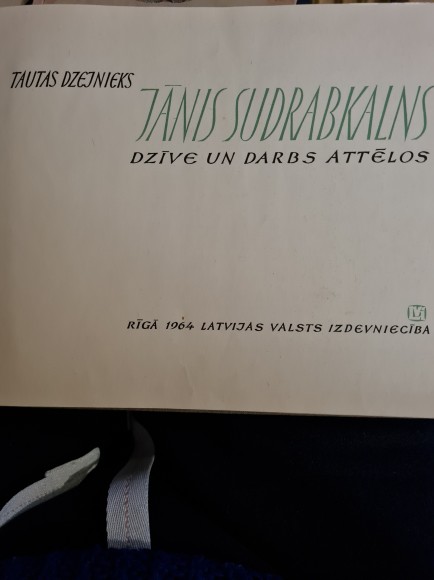 TAUTAS DZEJNIEKS
JĀNIS SUDRABKALNS
DZĪVE UN DARBS ATTĒLOS
RĪGĀ 1964 LATVIJAS VALSTS IZDEVNIECĪBA